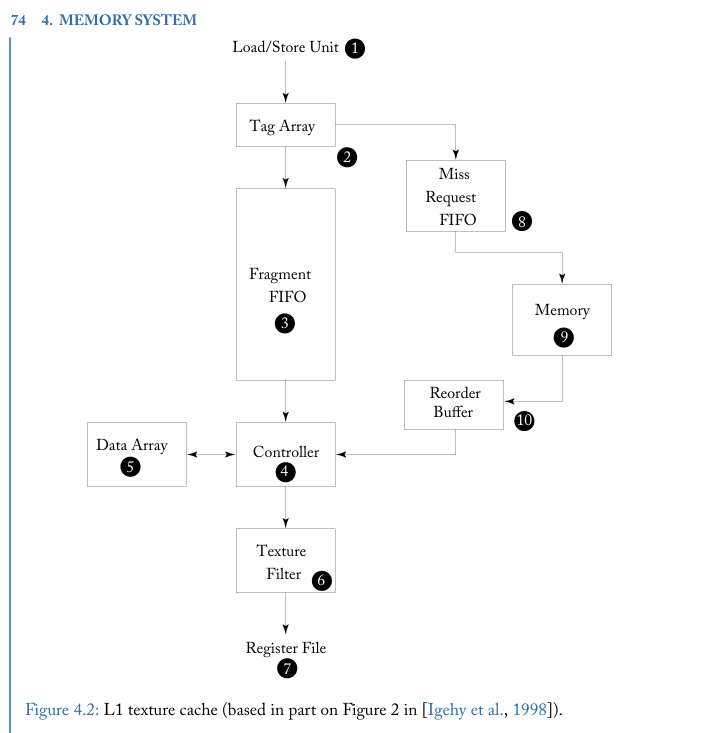 74 4. MEMORY SYSTEM
Load/Store Unit 1
Tag Array
2
Miss
Request
FIFO 8
Fragment
FIFO
3
Memory
9
Reorder
Buffer
10
Data Array
5
Controller
4
Texture
Filter 6
Register File
7
Figure 4.2: L1 texture cache (based in part on Figure 2 in [Igehy et al., 1998]).